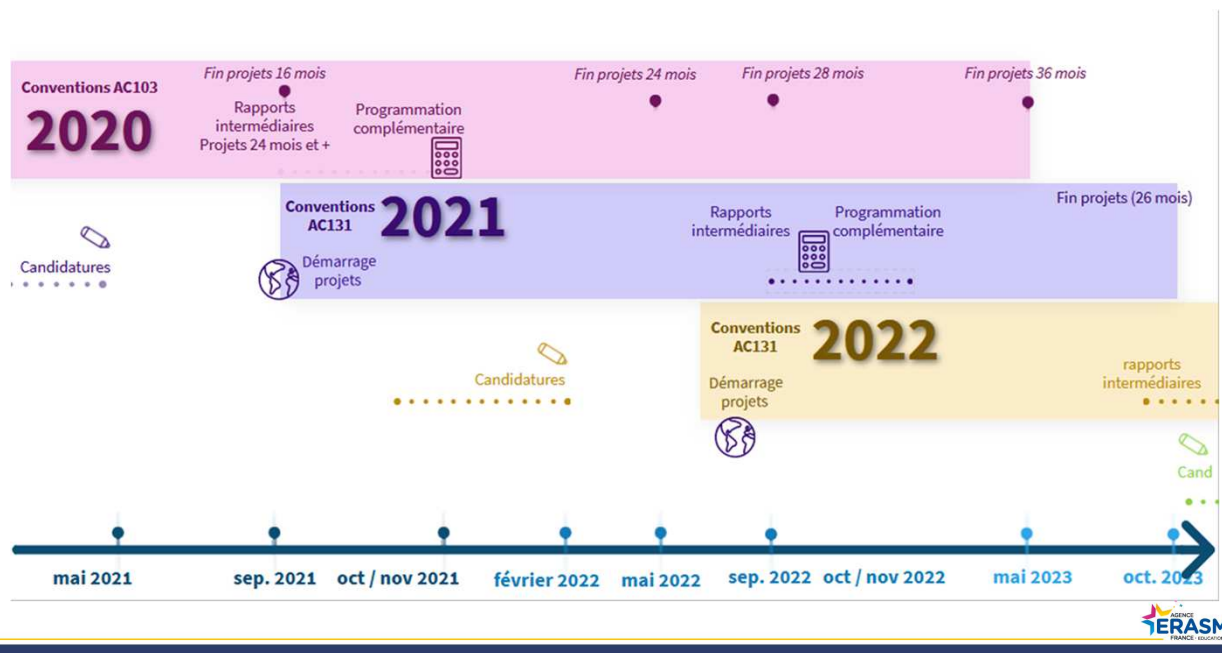 Conventions AC103
2020
Fin projets 16 mois
Rapports
intermédiaires
Projets 24 mois et +
Programmation
complémentaire
Fin projets 24 mois
Fin projets 28 mois
Fin projets 36 mois
Candidatures
Conventions
AC131
2021
Démarrage
projets
Rapports
intermédiaires
Programmation
complémentaire
Fin projets (26 mois)
Candidatures
Conventions
AC131
2022
Démarrage
projets
rapports
intermédiaires
Cand
mai 2021
sep. 2021
oct / nov 2021
février 2022
mai 2022
sep. 2022
oct / nov 2022
mai 2023
oct. 2023
AGENCE
ERASM
FRANCE · EDUCATION